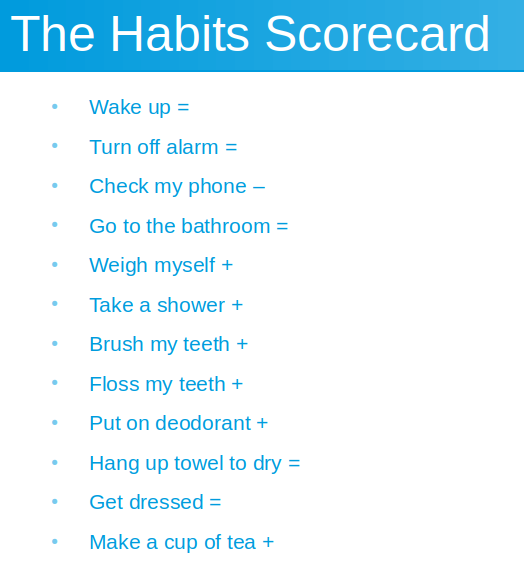 The Habits Scorecard
• Wake up =
• Turn off alarm =
• Check my phone –
• Go to the bathroom =
• Weigh myself +
• Take a shower +
• Brush my teeth +
• Floss my teeth +
• Put on deodorant +
• Hang up towel to dry =
• Get dressed =
• Make a cup of tea +